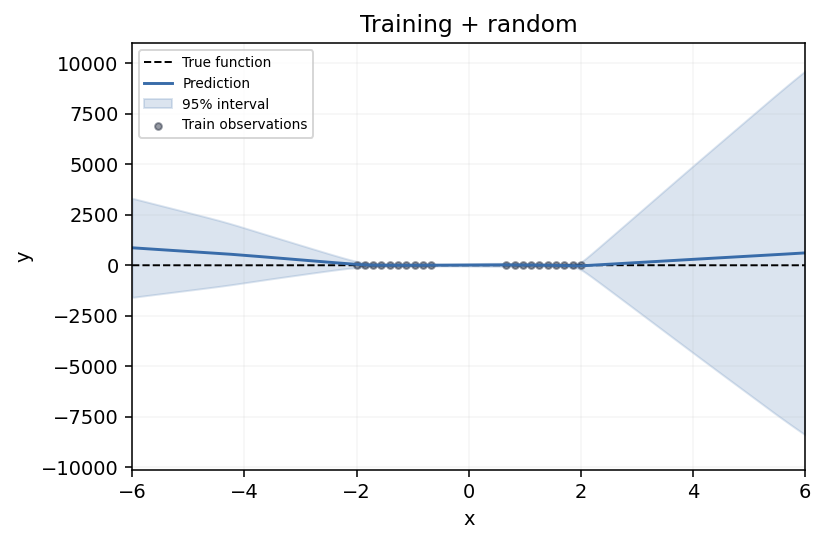 Training + random
True function
Prediction
95% interval
Train observations
10000
7500
5000
2500
0
−2500
−5000
−7500
−10000
y
−6 −4 −2 0 2 4 6
x